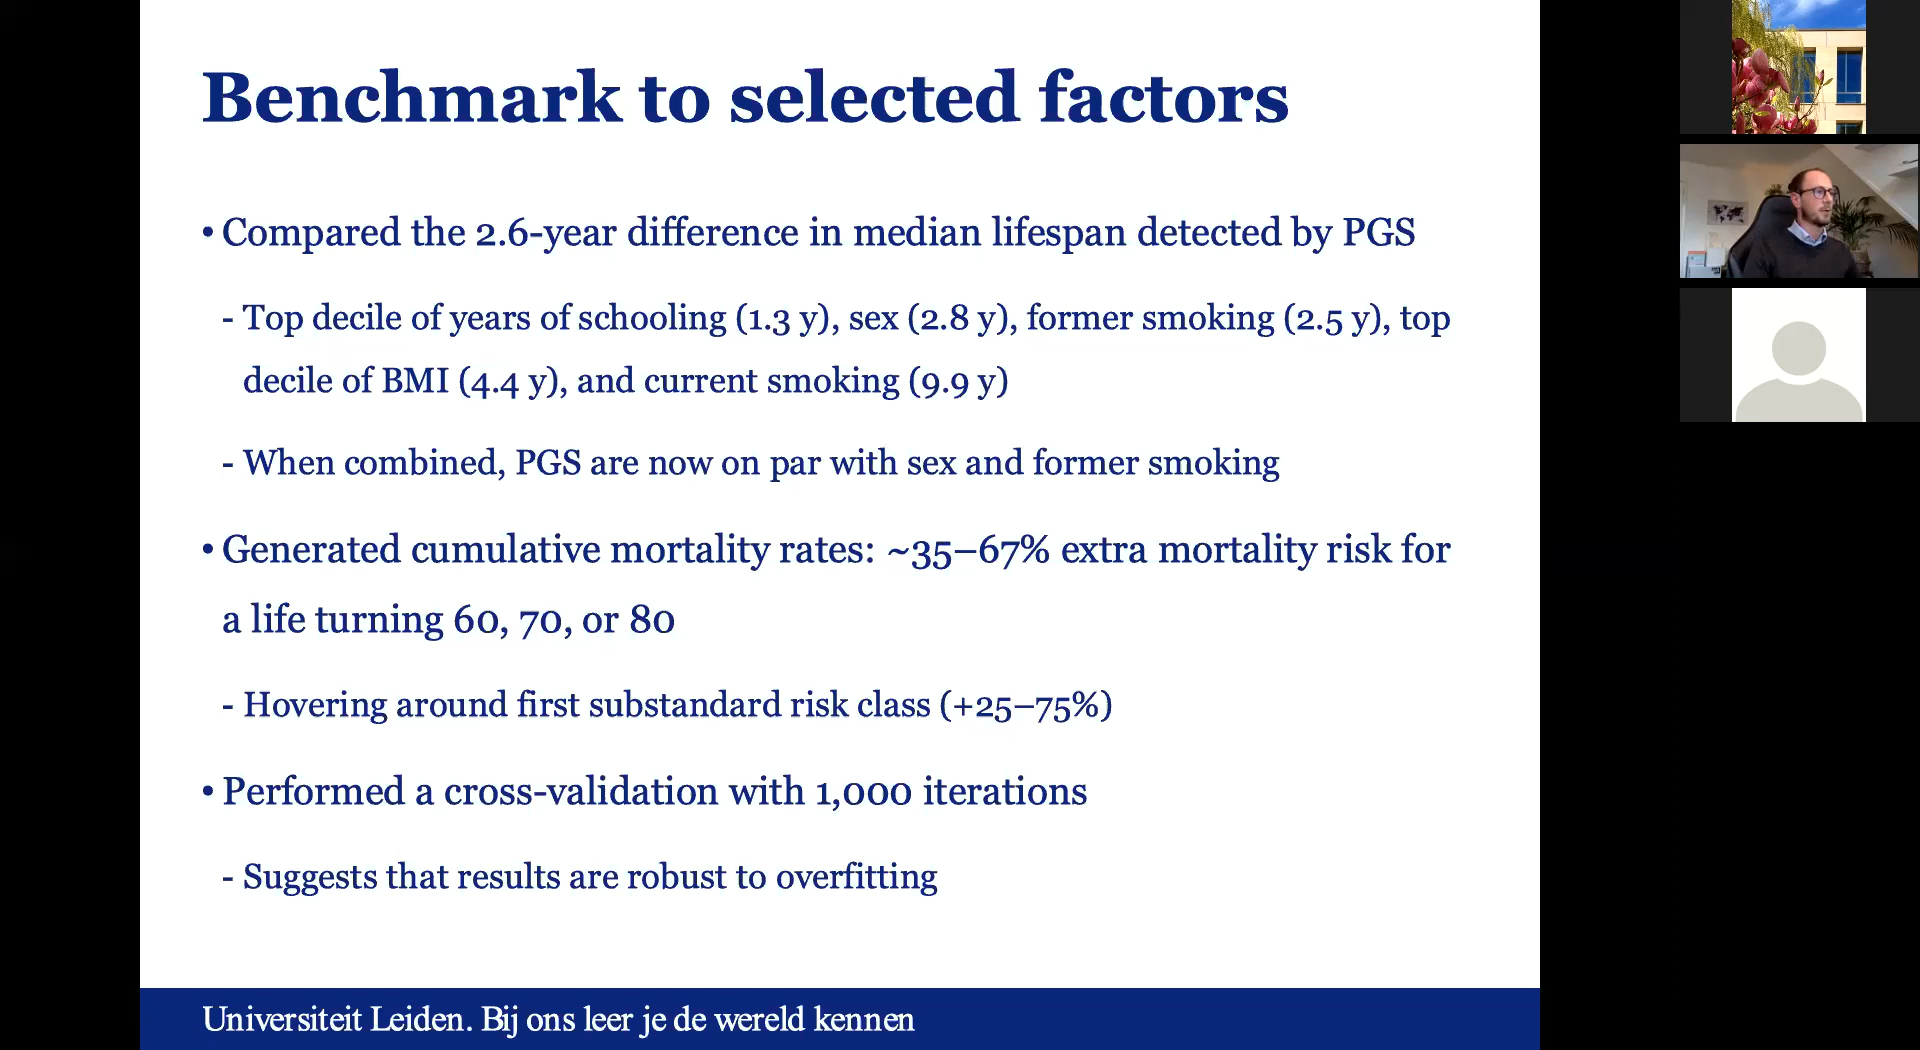 Benchmark to selected factors
• Compared the 2.6-year difference in median lifespan detected by PGS
- Top decile of years of schooling (1.3 y), sex (2.8 y), former smoking (2.5 y), top
decile of BMI (4.4 y), and current smoking (9.9 y)
- When combined, PGS are now on par with sex and former smoking
• Generated cumulative mortality rates: ~35–67% extra mortality risk for
a life turning 60, 70, or 80
- Hovering around first substandard risk class (+25–75%)
• Performed a cross-validation with 1,000 iterations
- Suggests that results are robust to overfitting
Universiteit Leiden. Bij ons leer je de wereld kennen